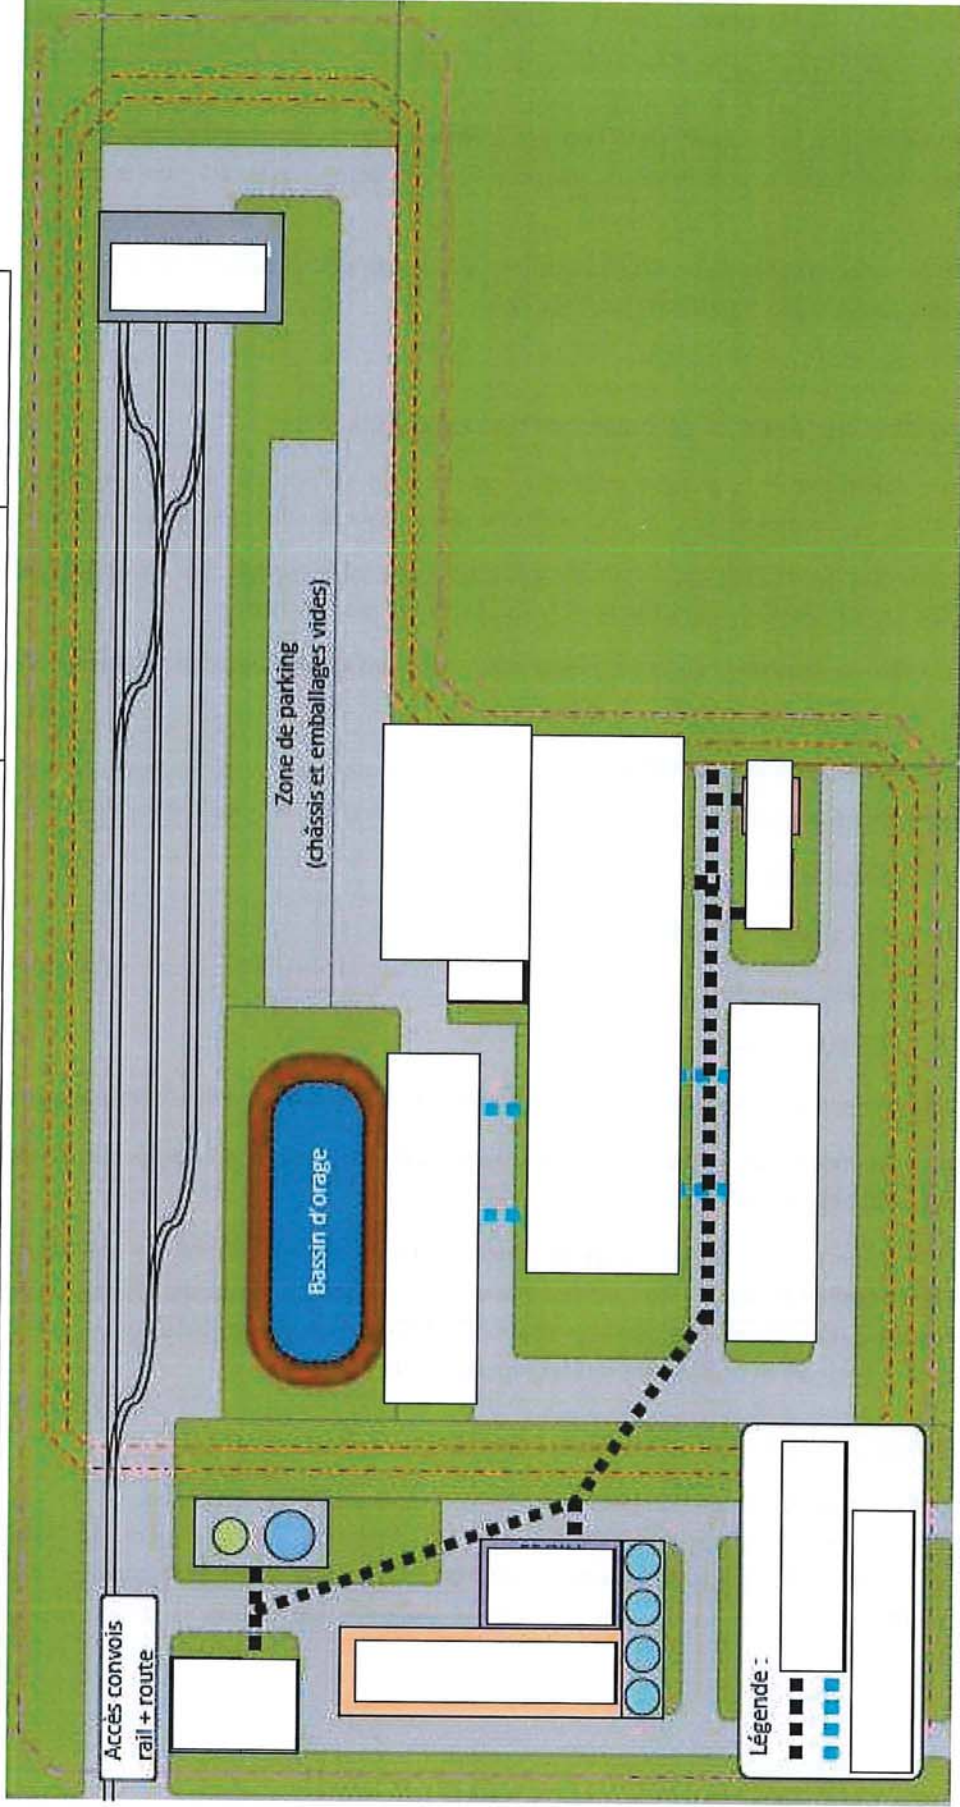 Accès convois
rail + route
Bassin d'orage
Zone de parking
(châssis et emballages vides)
Légende :